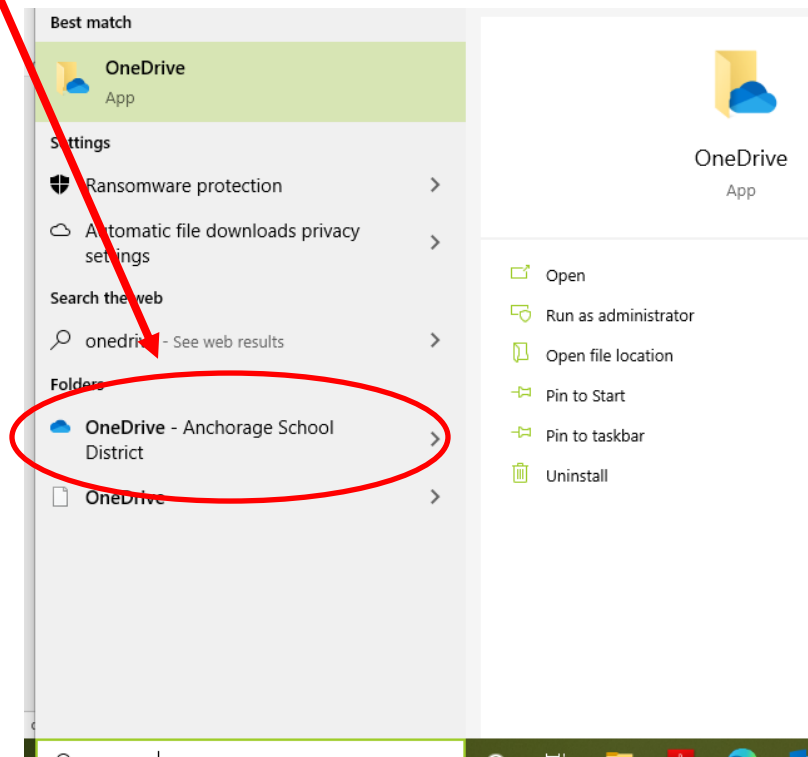 Best match
OneDrive
App
Settings
Ransomware protection
Automatic file downloads privacy
settings
Search the web
onedrive - See web results
Folders
OneDrive - Anchorage School
District
OneDrive
OneDrive
App
Open
Run as administrator
Open file location
Pin to Start
Pin to taskbar
Uninstall